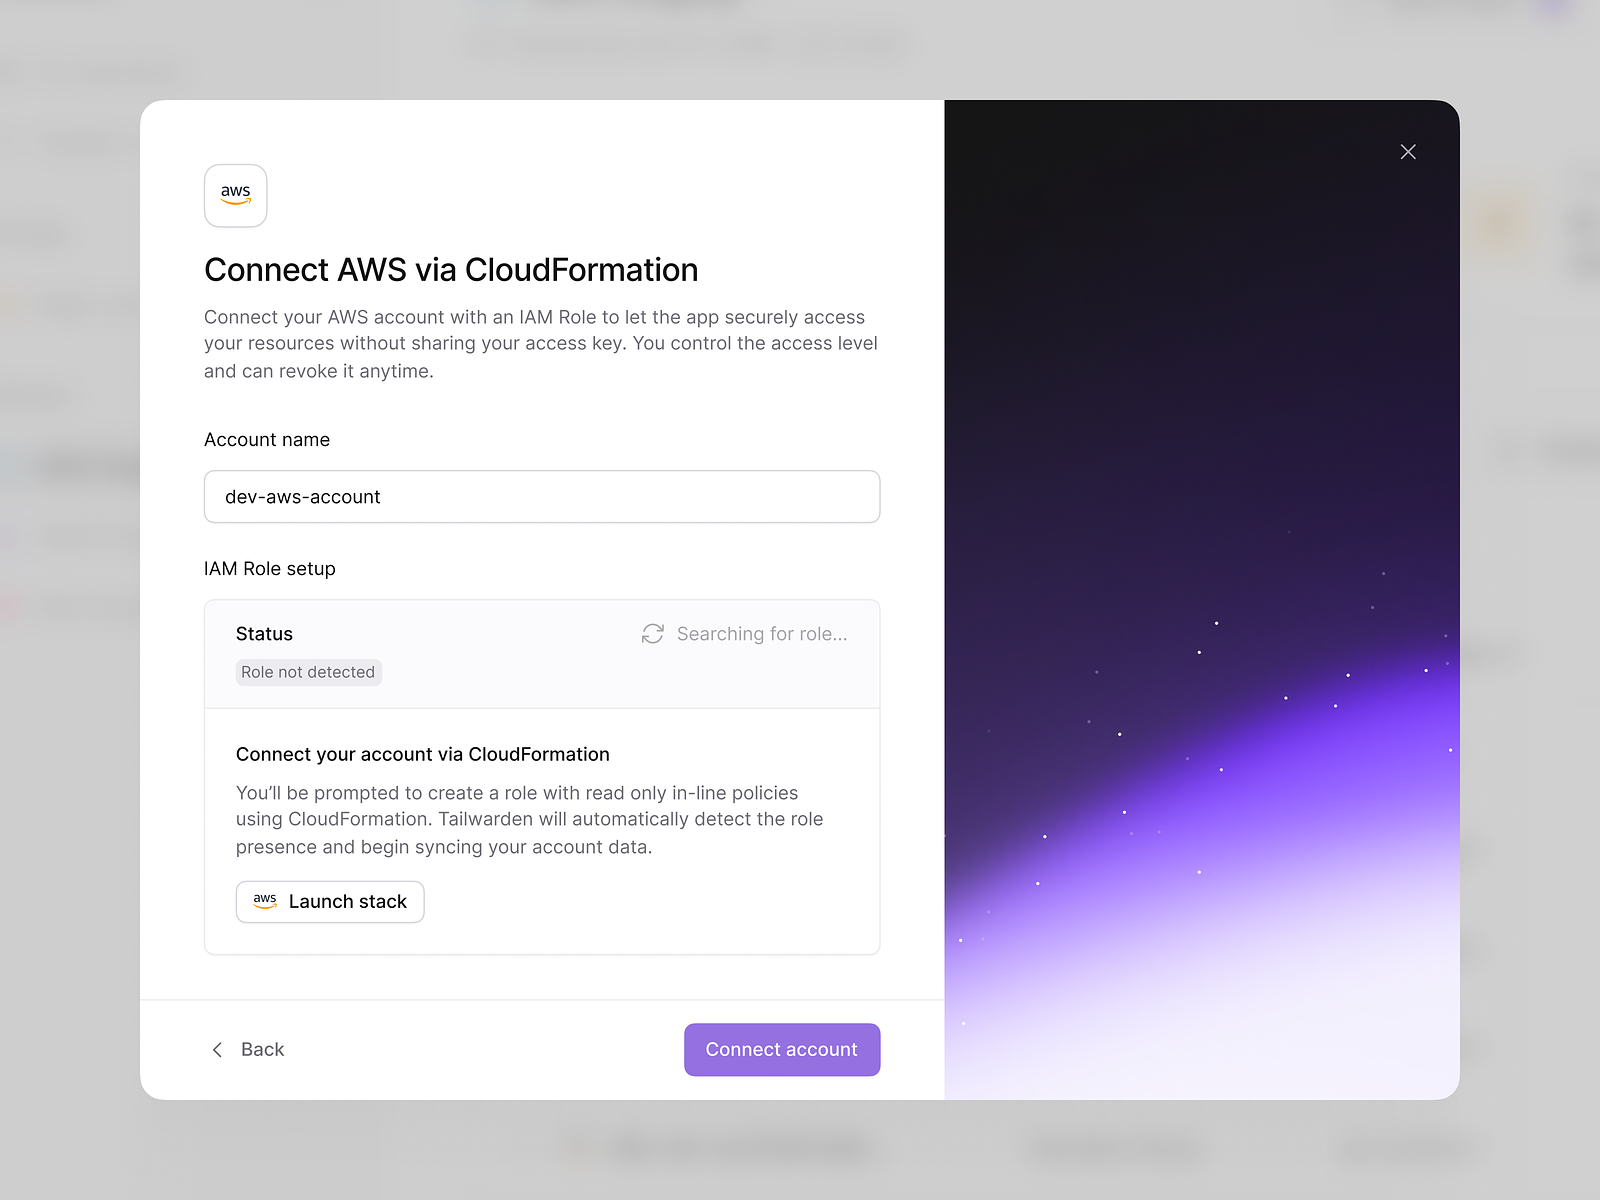 aws
Connect AWS via CloudFormation
Connect your AWS account with an IAM Role to let the app securely access
your resources without sharing your access key. You control the access level
and can revoke it anytime.
Account name
dev-aws-account
IAM Role setup
Status
Searching for role...
Role not detected
Connect your account via CloudFormation
You’ll be prompted to create a role with read only in-line policies
using CloudFormation. Tailwarden will automatically detect the role
presence and begin syncing your account data.
aws Launch stack
Back
Connect account